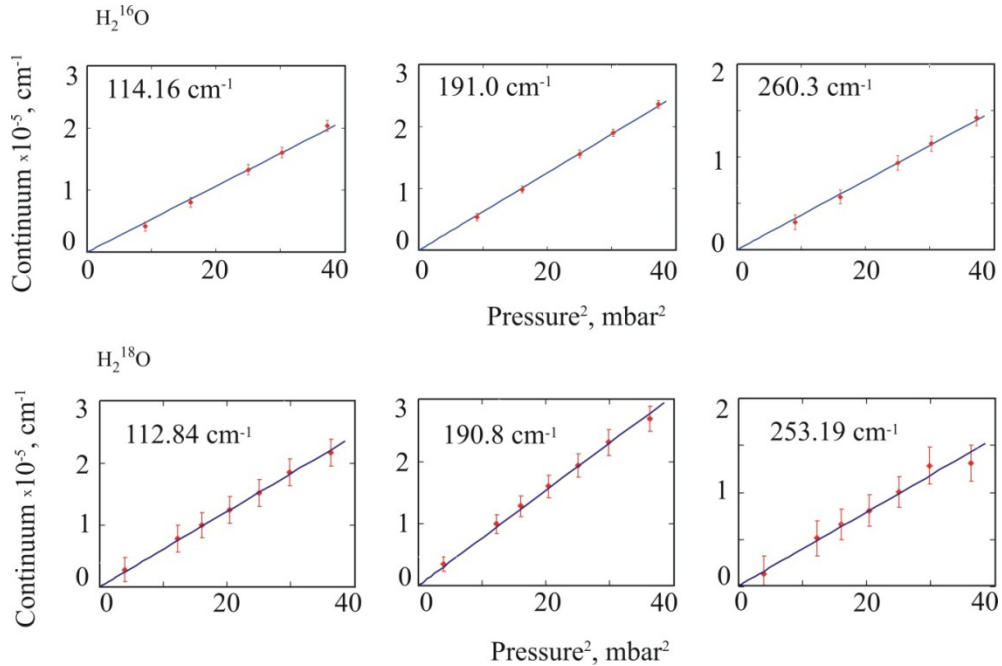 H₂¹⁶O
Continuum ×10⁻⁵, cm⁻¹
3
2
1
0
114.16 cm⁻¹
0 20 40
3
2
1
0
191.0 cm⁻¹
0 20 40
2
1
0
260.3 cm⁻¹
0 20 40
Pressure², mbar²
H₂¹⁸O
Continuum ×10⁻⁵, cm⁻¹
3
2
1
0
112.84 cm⁻¹
0 20 40
3
2
1
0
190.8 cm⁻¹
0 20 40
2
1
0
253.19 cm⁻¹
0 20 40
Pressure², mbar²